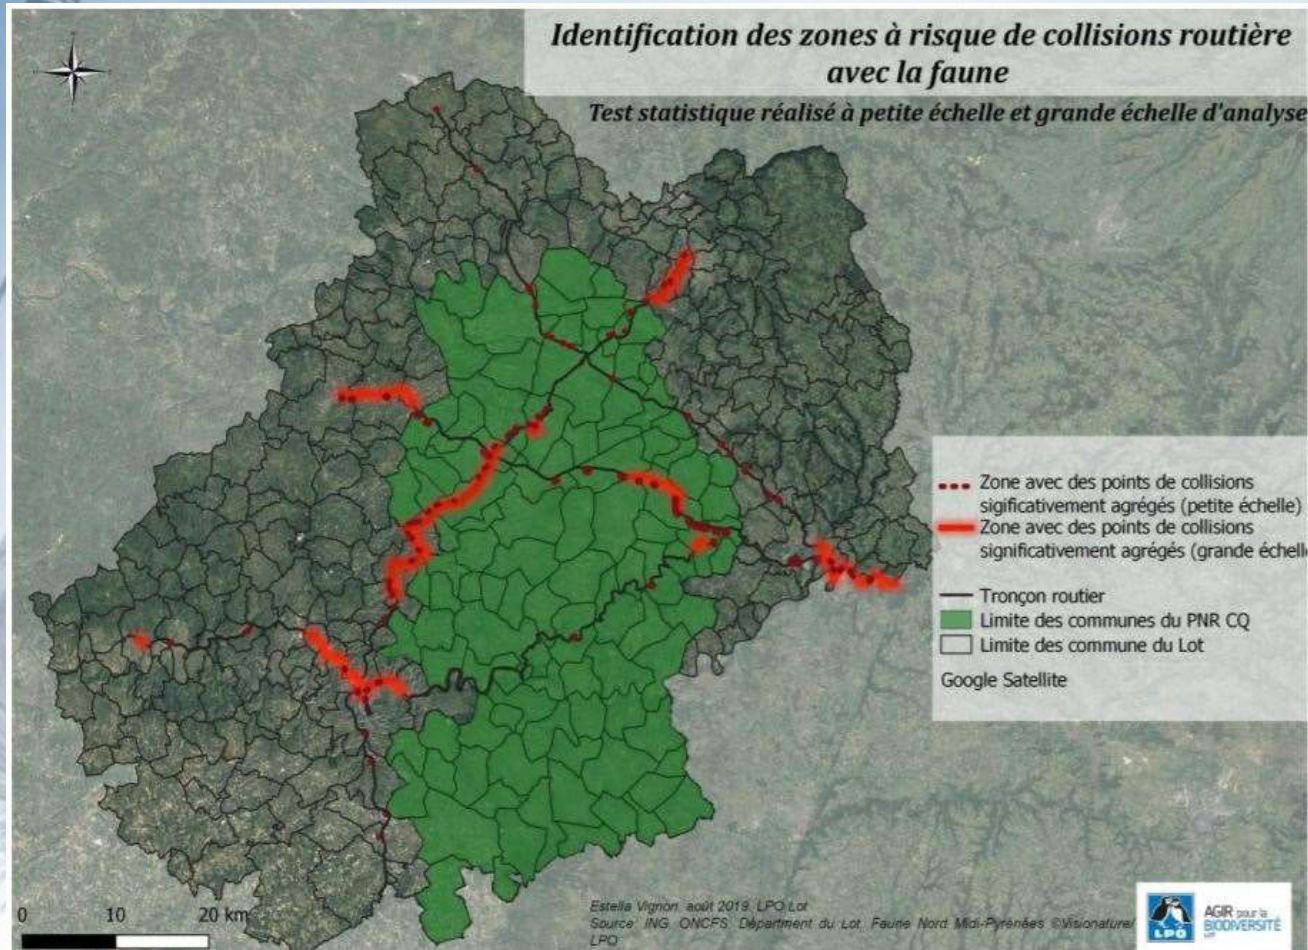 Identification des zones à risque de collisions routière
avec la faune
Test statistique réalisé à petite échelle et grande échelle d'analyse
Zone avec des points de collisions
sigificativement agrégés (petite échelle)
Zone avec des points de collisions
significativement agrégés (grande échell
Tronçon routier
Limite des communes du PNR CQ
Limite des commune du Lot
Google Satellite
0 10 20 km
Estella Vignon, août 2019, LPO Lot
Source: ING, ONCFS, Départment du Lot, Faune Nord Midi-Pyrénées ©Visionature/
LPO
LPO
AGIR pour la
BIODIVERSITÉ
LOT